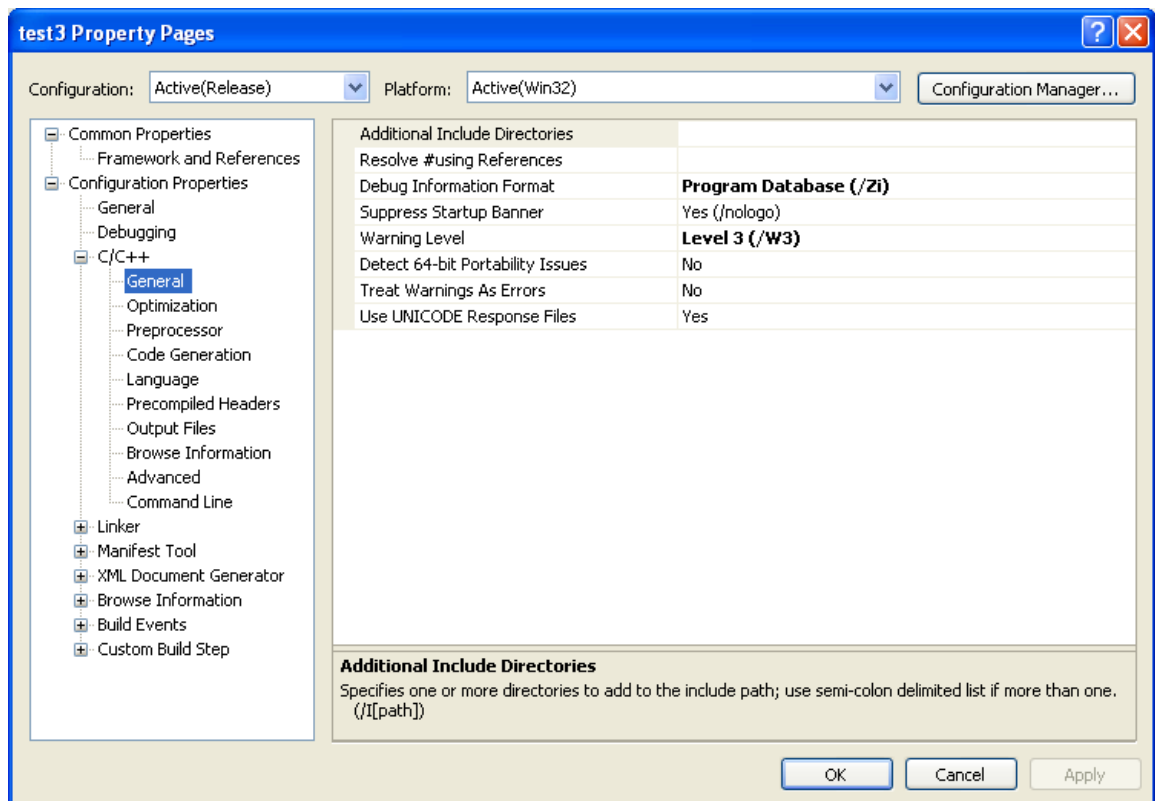 test3 Property Pages
Configuration: Active(Release) Platform: Active(Win32) Configuration Manager...
Common Properties
Framework and References
Configuration Properties
General
Debugging
C/C++
General
Optimization
Preprocessor
Code Generation
Language
Precompiled Headers
Output Files
Browse Information
Advanced
Command Line
Linker
Manifest Tool
XML Document Generator
Browse Information
Build Events
Custom Build Step
Additional Include Directories
Resolve #using References
Debug Information Format Program Database (/Zi)
Suppress Startup Banner Yes (/nologo)
Warning Level Level 3 (/W3)
Detect 64-bit Portability Issues No
Treat Warnings As Errors No
Use UNICODE Response Files Yes
Additional Include Directories
Specifies one or more directories to add to the include path; use semi-colon delimited list if more than one.
(/I[path])
OK Cancel Apply